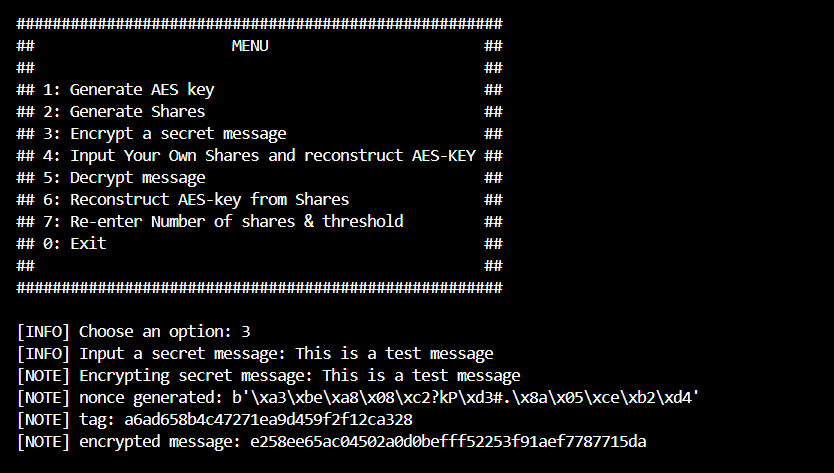 ######################################################
## MENU ##
## ##
## 1: Generate AES key ##
## 2: Generate Shares ##
## 3: Encrypt a secret message ##
## 4: Input Your Own Shares and reconstruct AES-KEY ##
## 5: Decrypt message ##
## 6: Reconstruct AES-key from Shares ##
## 7: Re-enter Number of shares & threshold ##
## 0: Exit ##
## ##
######################################################
[INFO] Choose an option: 3
[INFO] Input a secret message: This is a test message
[NOTE] Encrypting secret message: This is a test message
[NOTE] nonce generated: b'\xa3\xbe\xa8\x08\xc2?kP\xd3#.\x8a\x05\xce\xb2\xd4'
[NOTE] tag: a6ad658b4c47271ea9d459f2f12ca328
[NOTE] encrypted message: e258ee65ac04502a0d0befff52253f91aef7787715da